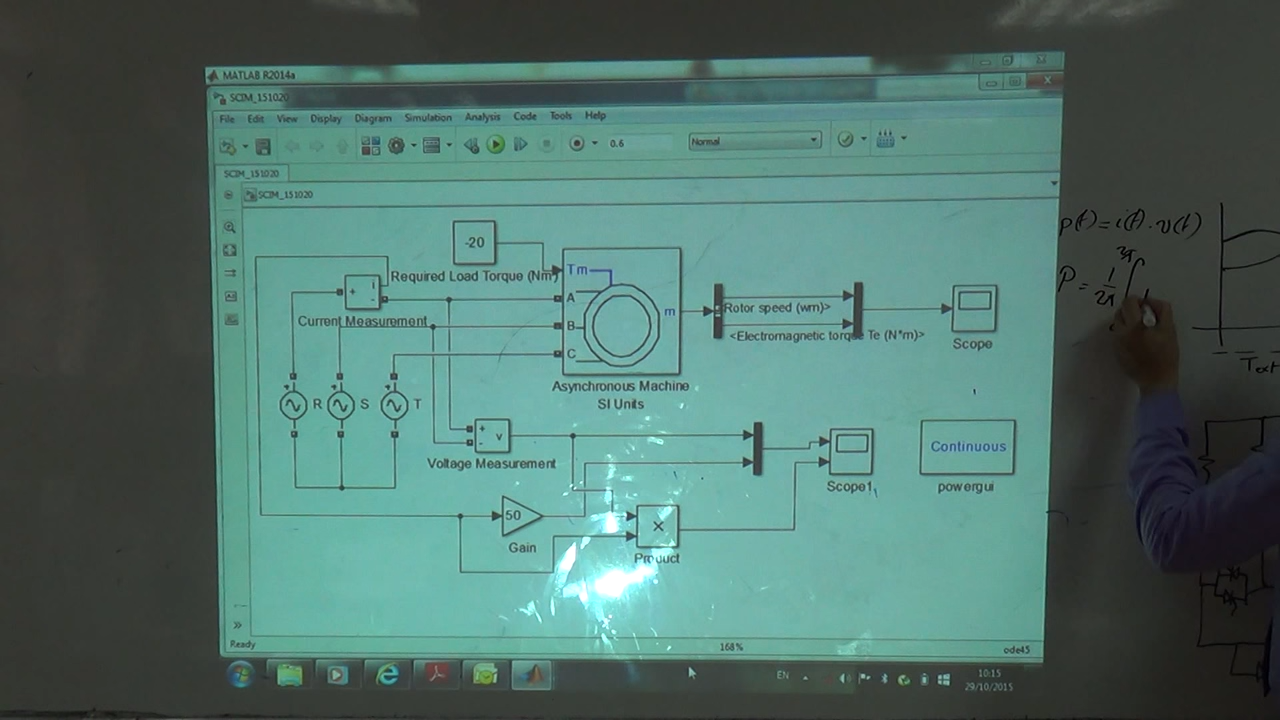 MATLAB R2014a
SCIM_151020
File Edit View Display Diagram Simulation Analysis Code Tools Help
0.6 Normal
SCIM_151020
SCIM_151020
-20
Required Load Torque (Nm)
Tm
A
B
C
m
i
+
-
Current Measurement
Rotor speed (wm)>
<Electromagnetic torque Te (N*m)>
Scope
Asynchronous Machine
SI Units
R S T
+
-
v
Voltage Measurement
Scope1
Continuous
powergui
50
Gain
×
Product
Ready 168% ode45
EN 10:15
29/10/2015
p(t) = i(t) · v(t)
P = 1/2π ∫
2π